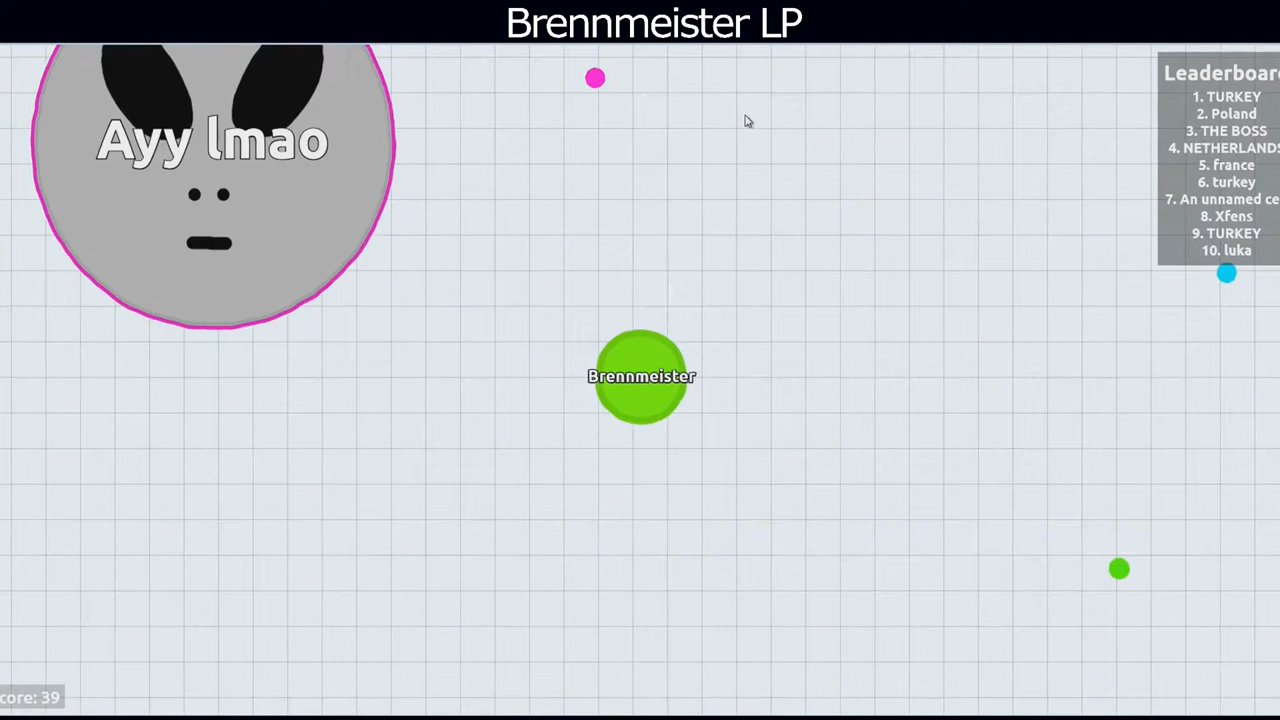 Brennmeister LP
Leaderboar
1. TURKEY
2. Poland
3. THE BOSS
4. NETHERLANDS
5. france
6. turkey
7. An unnamed ce
8. Xfens
9. TURKEY
10. luka
Ayy lmao
Brennmeister
core: 39